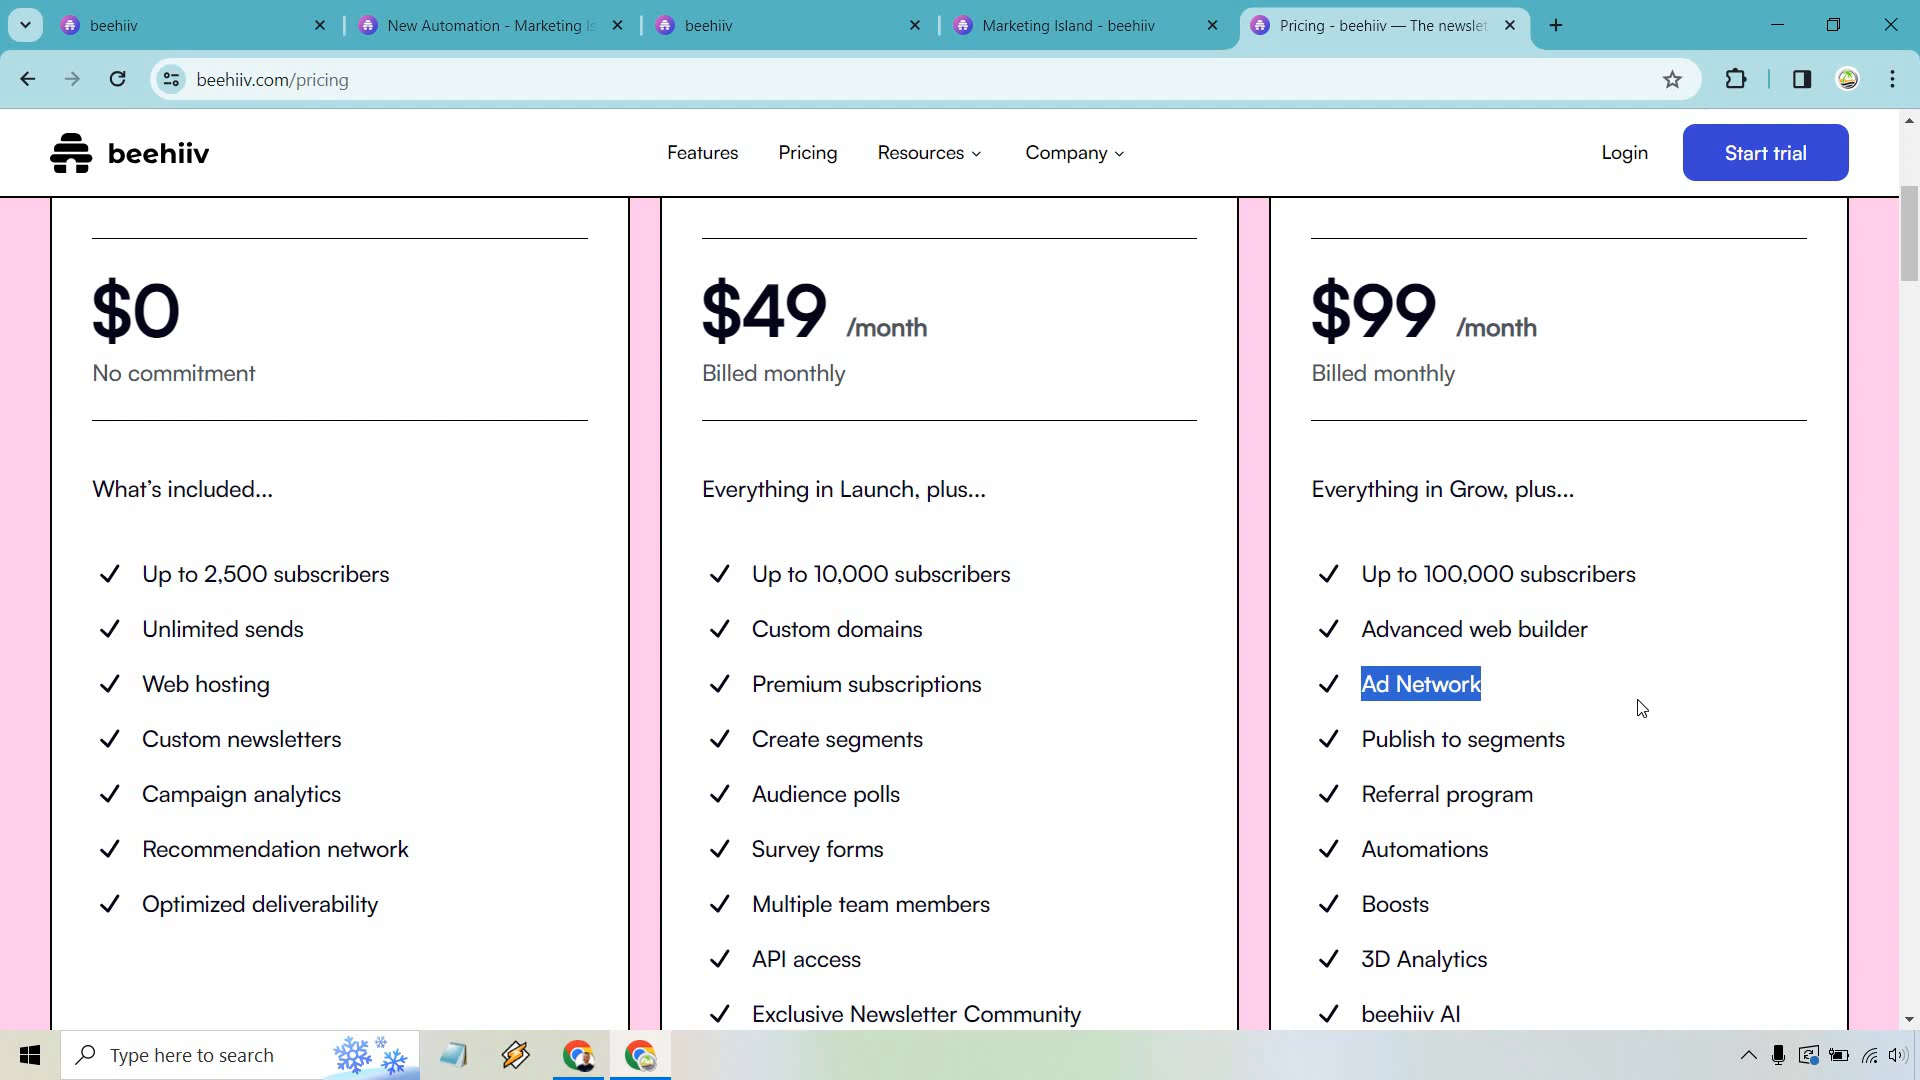 beehiiv
New Automation - Marketing Is
beehiiv
Marketing Island - beehiiv
Pricing - beehiiv — The newslet
beehiiv.com/pricing
beehiiv
Features
Pricing
Resources
Company
Login
Start trial
$0
No commitment
What's included...
Up to 2,500 subscribers
Unlimited sends
Web hosting
Custom newsletters
Campaign analytics
Recommendation network
Optimized deliverability
$49 /month
Billed monthly
Everything in Launch, plus...
Up to 10,000 subscribers
Custom domains
Premium subscriptions
Create segments
Audience polls
Survey forms
Multiple team members
API access
Exclusive Newsletter Community
$99 /month
Billed monthly
Everything in Grow, plus...
Up to 100,000 subscribers
Advanced web builder
Ad Network
Publish to segments
Referral program
Automations
Boosts
3D Analytics
beehiiv AI
Type here to search